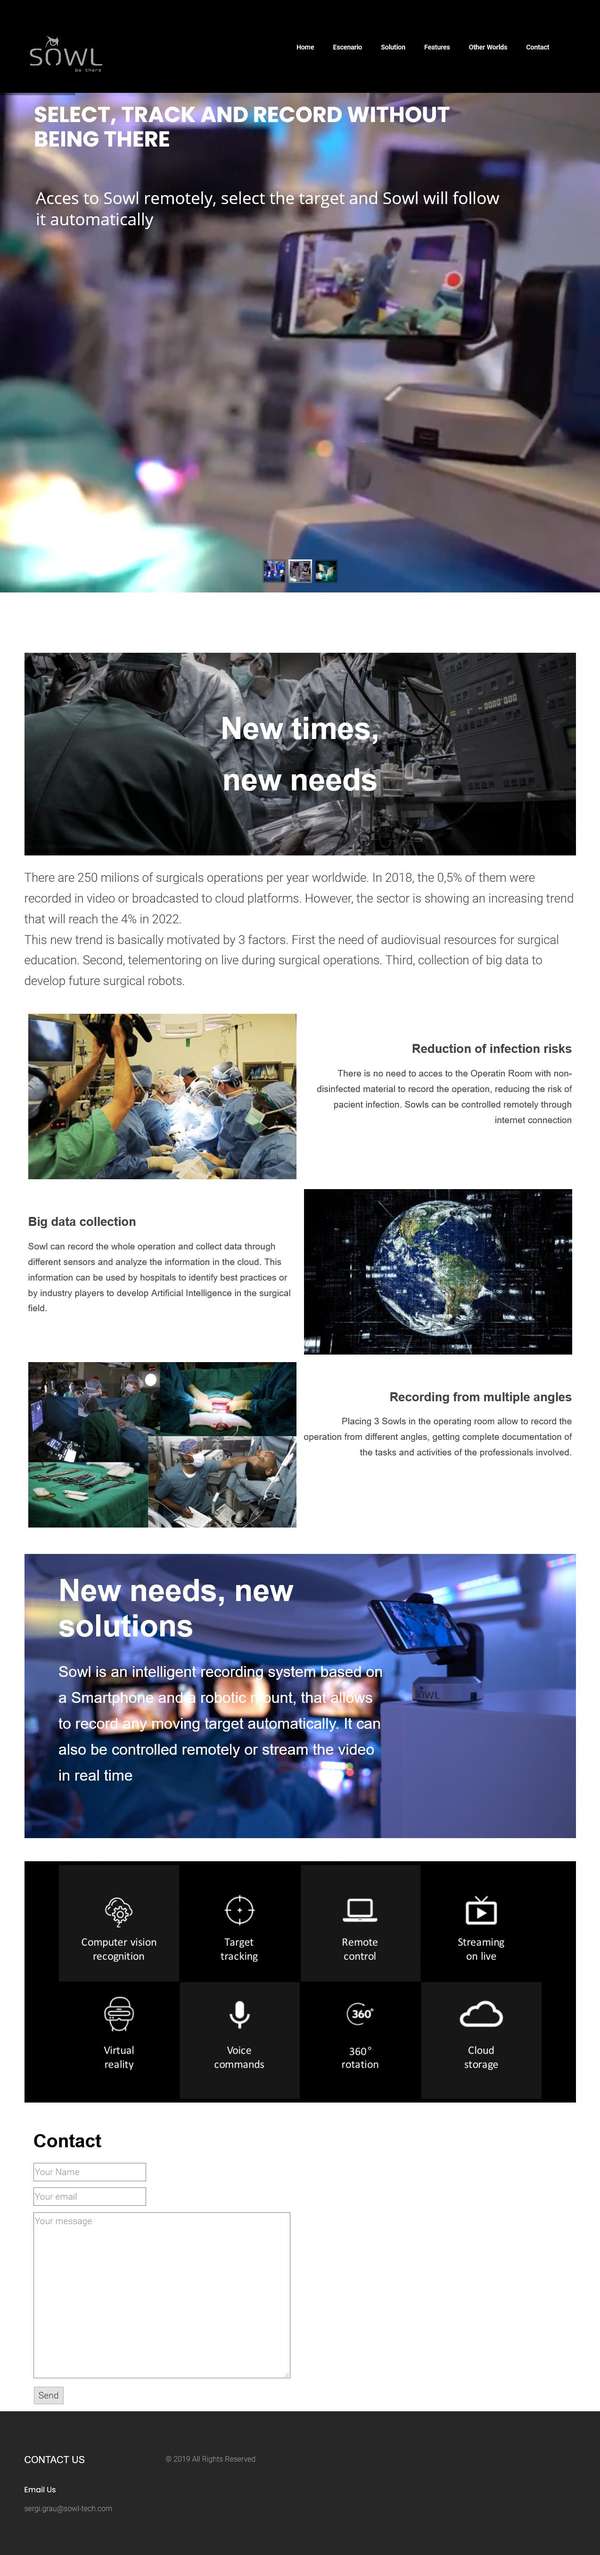 SOWL
be there
Home Escenario Solution Features Other Worlds Contact
SELECT, TRACK AND RECORD WITHOUT
BEING THERE
Acces to Sowl remotely, select the target and Sowl will follow
it automatically
New times,
new needs
There are 250 milions of surgicals operations per year worldwide. In 2018, the 0,5% of them were
recorded in video or broadcasted to cloud platforms. However, the sector is showing an increasing trend
that will reach the 4% in 2022.
This new trend is basically motivated by 3 factors. First the need of audiovisual resources for surgical
education. Second, telementoring on live during surgical operations. Third, collection of big data to
develop future surgical robots.
Reduction of infection risks
There is no need to acces to the Operatin Room with non-
disinfected material to record the operation, reducing the risk of
pacient infection. Sowls can be controlled remotely through
internet connection
Big data collection
Sowl can record the whole operation and collect data through
different sensors and analyze the information in the cloud. This
information can be used by hospitals to identify best practices or
by industry players to develop Artificial Intelligence in the surgical
field.
Recording from multiple angles
Placing 3 Sowls in the operating room allow to record the
operation from different angles, getting complete documentation of
the tasks and activities of the professionals involved.
New needs, new
solutions
Sowl is an intelligent recording system based on
a Smartphone and a robotic mount, that allows
to record any moving target automatically. It can
also be controlled remotely or stream the video
in real time
SOWL
Computer vision
recognition
Target
tracking
Remote
control
Streaming
on live
360°
Virtual
reality
Voice
commands
360°
rotation
Cloud
storage
Contact
Your Name
Your email
Your message
Send
CONTACT US
© 2019 All Rights Reserved
Email Us
sergi.grau@sowl-tech.com